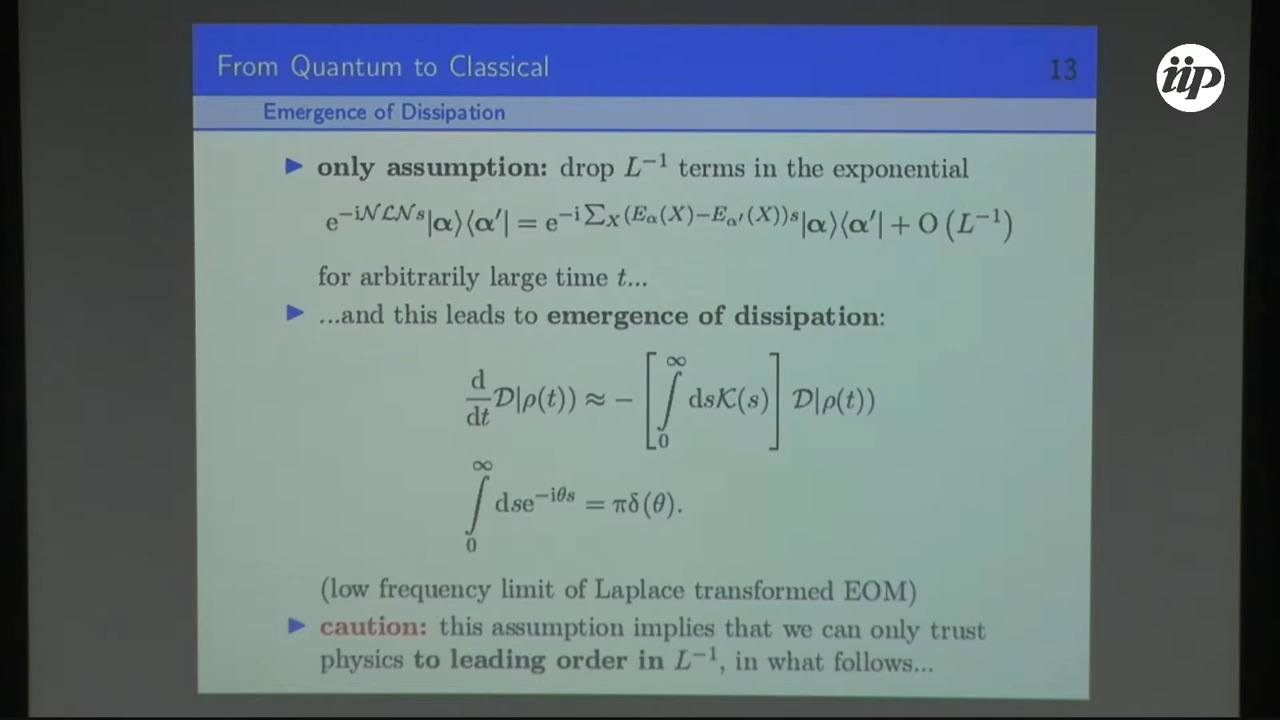 iip
From Quantum to Classical 13
Emergence of Dissipation
▶ only assumption: drop L⁻¹ terms in the exponential
e^{−i𝒩ℒ𝒩s}|α⟩⟨α′| = e^{−i∑_X(E_α(X)−E_{α′}(X))s}|α⟩⟨α′| + O(L⁻¹)
for arbitrarily large time t...
▶ ...and this leads to emergence of dissipation:
d/dt 𝒟|ρ(t)) ≈ − [∫₀^∞ ds𝒦(s)] 𝒟|ρ(t))
∫₀^∞ dse^{−iθs} = πδ(θ).
(low frequency limit of Laplace transformed EOM)
▶ caution: this assumption implies that we can only trust
physics to leading order in L⁻¹, in what follows...